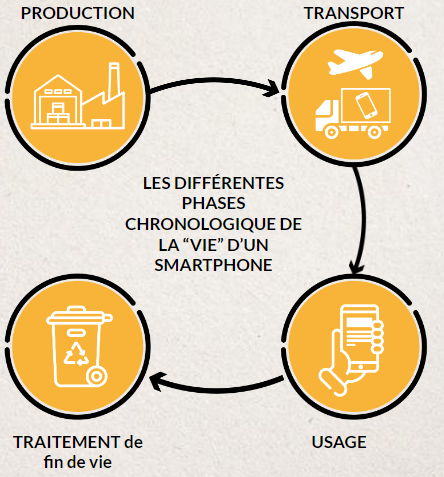 PRODUCTION
TRANSPORT
LES DIFFÉRENTES
PHASES
CHRONOLOGIQUE DE
LA “VIE” D’UN
SMARTPHONE
TRAITEMENT de
fin de vie
USAGE